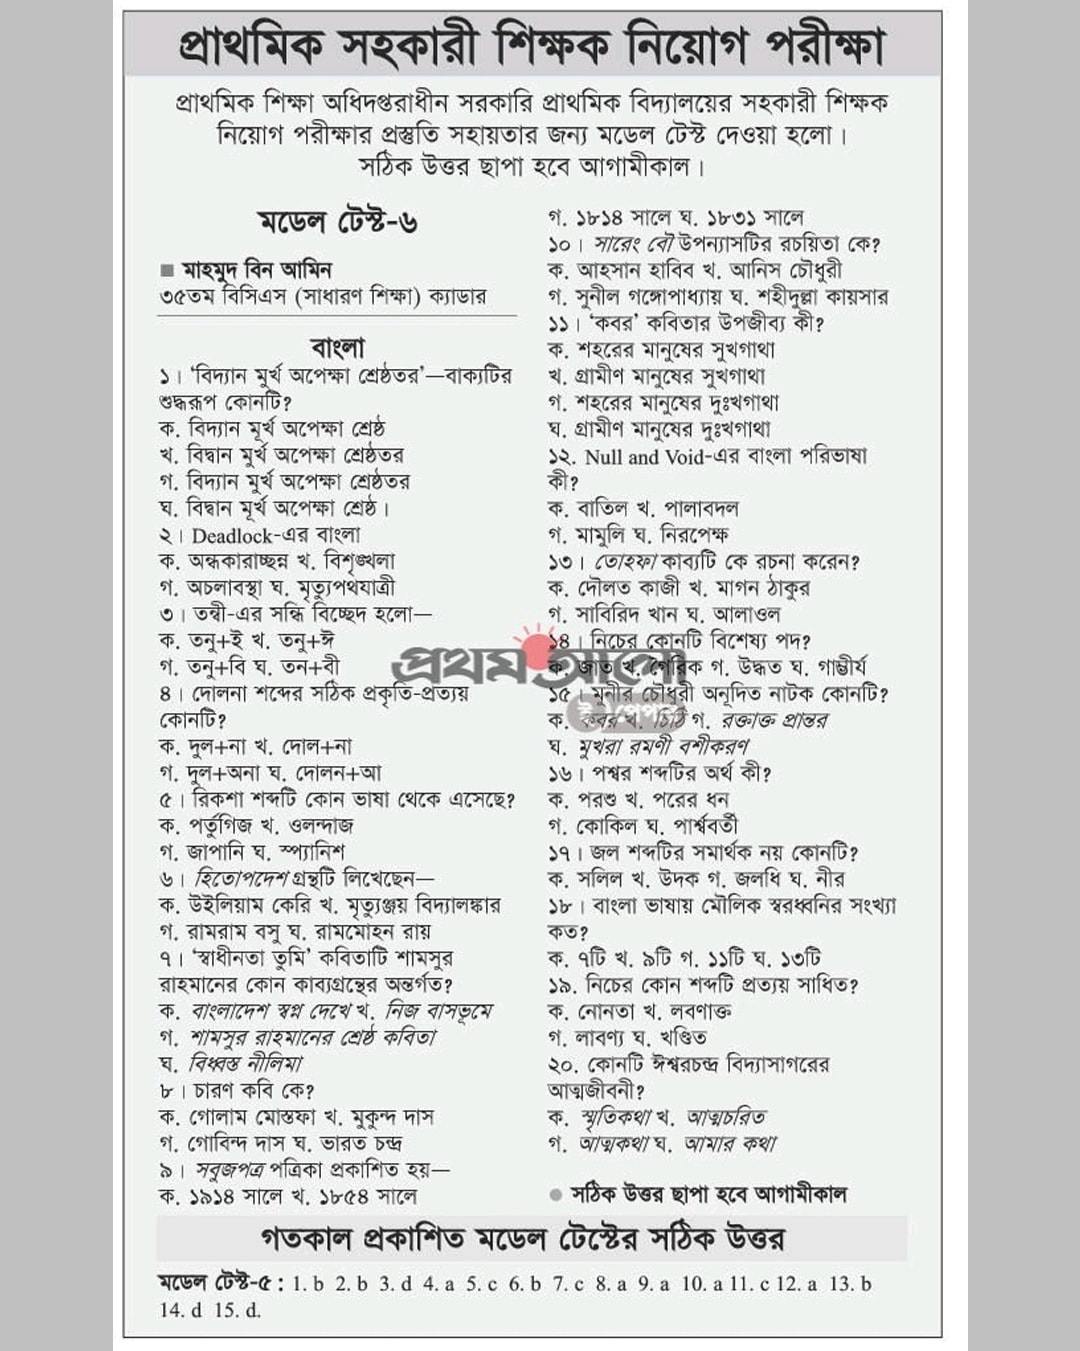 প্রাথমিক সহকারী শিক্ষক নিয়োগ পরীক্ষা
প্রাথমিক শিক্ষা অধিদপ্তরাধীন সরকারি প্রাথমিক বিদ্যালয়ের সহকারী শিক্ষক
নিয়োগ পরীক্ষার প্রস্তুতি সহায়তার জন্য মডেল টেস্ট দেওয়া হলো।
সঠিক উত্তর ছাপা হবে আগামীকাল।
মডেল টেস্ট-৬
■ মাহমুদ বিন আমিন
৩৫তম বিসিএস (সাধারণ শিক্ষা) ক্যাডার
বাংলা
১। ‘বিদ্যান মুর্খ অপেক্ষা শ্রেষ্ঠতর’—বাক্যটির
শুদ্ধরূপ কোনটি?
ক. বিদ্যান মূর্খ অপেক্ষা শ্রেষ্ঠ
খ. বিদ্বান মুর্খ অপেক্ষা শ্রেষ্ঠতর
গ. বিদ্যান মুর্খ অপেক্ষা শ্রেষ্ঠতর
ঘ. বিদ্বান মূর্খ অপেক্ষা শ্রেষ্ঠ।
২। Deadlock-এর বাংলা
ক. অন্ধকারাচ্ছন্ন খ. বিশৃঙ্খলা
গ. অচলাবস্থা ঘ. মৃত্যুপথযাত্রী
৩। তন্বী-এর সন্ধি বিচ্ছেদ হলো—
ক. তনু+ই খ. তনু+ঈ
গ. তনু+বি ঘ. তন+বী
৪। দোলনা শব্দের সঠিক প্রকৃতি-প্রত্যয়
কোনটি?
ক. দুল+না খ. দোল+না
গ. দুল+অনা ঘ. দোলন+আ
৫। রিকশা শব্দটি কোন ভাষা থেকে এসেছে?
ক. পর্তুগিজ খ. ওলন্দাজ
গ. জাপানি ঘ. স্প্যানিশ
৬। হিতোপদেশ গ্রন্থটি লিখেছেন—
ক. উইলিয়াম কেরি খ. মৃত্যুঞ্জয় বিদ্যালঙ্কার
গ. রামরাম বসু ঘ. রামমোহন রায়
৭। ‘স্বাধীনতা তুমি’ কবিতাটি শামসুর
রাহমানের কোন কাব্যগ্রন্থের অন্তর্গত?
ক. বাংলাদেশ স্বপ্ন দেখে খ. নিজ বাসভূমে
গ. শামসুর রাহমানের শ্রেষ্ঠ কবিতা
ঘ. বিধ্বস্ত নীলিমা
৮। চারণ কবি কে?
ক. গোলাম মোস্তফা খ. মুকুন্দ দাস
গ. গোবিন্দ দাস ঘ. ভারত চন্দ্র
৯। সবুজপত্র পত্রিকা প্রকাশিত হয়—
ক. ১৯১৪ সালে খ. ১৮৫৪ সালে
গ. ১৮১৪ সালে ঘ. ১৮৩১ সালে
১০। সারেং বৌ উপন্যাসটির রচয়িতা কে?
ক. আহসান হাবিব খ. আনিস চৌধুরী
গ. সুনীল গঙ্গোপাধ্যায় ঘ. শহীদুল্লা কায়সার
১১। ‘কবর’ কবিতার উপজীব্য কী?
ক. শহরের মানুষের সুখগাথা
খ. গ্রামীণ মানুষের সুখগাথা
গ. শহরের মানুষের দুঃখগাথা
ঘ. গ্রামীণ মানুষের দুঃখগাথা
১২. Null and Void-এর বাংলা পরিভাষা
কী?
ক. বাতিল খ. পালাবদল
গ. মামুলি ঘ. নিরপেক্ষ
১৩। তোহফা কাব্যটি কে রচনা করেন?
ক. দৌলত কাজী খ. মাগন ঠাকুর
গ. সাবিরিদ খান ঘ. আলাওল
১৪। নিচের কোনটি বিশেষ্য পদ?
ক. জাত খ. গৈরিক গ. উদ্ধত ঘ. গাম্ভীর্য
১৫। মুনীর চৌধুরী অনূদিত নাটক কোনটি?
ক. কবর খ. চিঠি গ. রক্তাক্ত প্রান্তর
ঘ. মুখরা রমণী বশীকরণ
১৬। পশ্বর শব্দটির অর্থ কী?
ক. পরশু খ. পরের ধন
গ. কোকিল ঘ. পার্শ্ববর্তী
১৭। জল শব্দটির সমার্থক নয় কোনটি?
ক. সলিল খ. উদক গ. জলধি ঘ. নীর
১৮। বাংলা ভাষায় মৌলিক স্বরধ্বনির সংখ্যা
কত?
ক. ৭টি খ. ৯টি গ. ১১টি ঘ. ১৩টি
১৯. নিচের কোন শব্দটি প্রত্যয় সাধিত?
ক. নোনতা খ. লবণাক্ত
গ. লাবণ্য ঘ. খণ্ডিত
২০. কোনটি ঈশ্বরচন্দ্র বিদ্যাসাগরের
আত্মজীবনী?
ক. স্মৃতিকথা খ. আত্মচরিত
গ. আত্মকথা ঘ. আমার কথা
● সঠিক উত্তর ছাপা হবে আগামীকাল
প্রথম আলো
ই-পেপার
গতকাল প্রকাশিত মডেল টেস্টের সঠিক উত্তর
মডেল টেস্ট-৫ : 1. b 2. b 3. d 4. a 5. c 6. b 7. c 8. a 9. a 10. a 11. c 12. a 13. b
14. d 15. d.